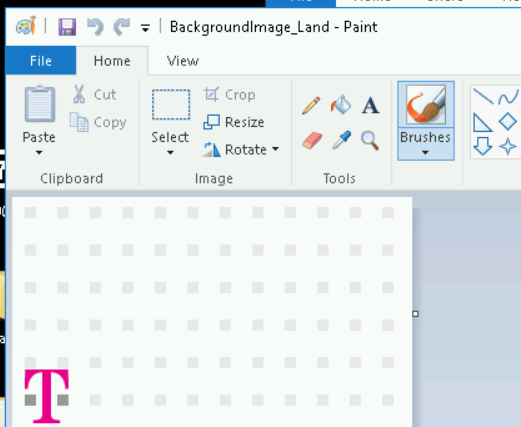 BackgroundImage_Land - Paint
File Home View
Cut
Crop
Copy
Resize
A
Paste
Select
Rotate
Brushes
Clipboard
Image
Tools
T